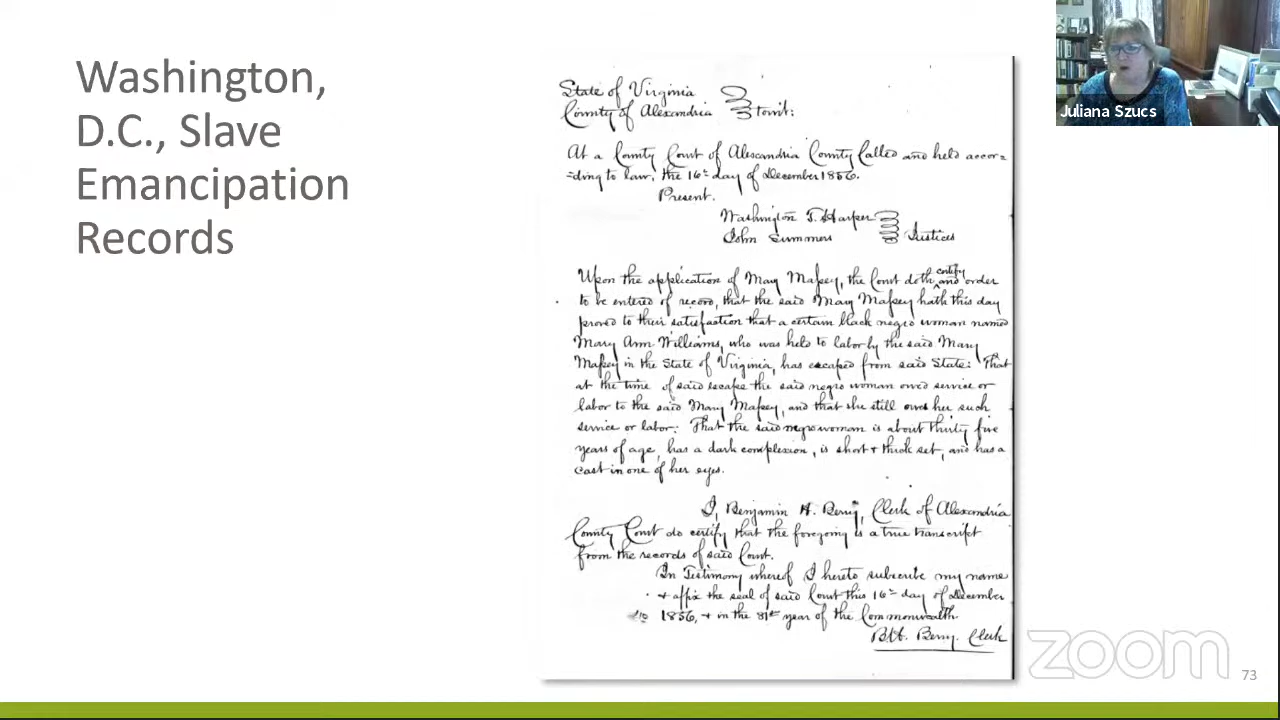 Washington,
D.C., Slave
Emancipation
Records
State of Virginia
County of Alexandria } towit:
At a County Court of Alexandria County Called and held accor=
=ding to law, the 16th day of December 1856.
Present.
Washington T. Harper
John Summers } Justices
Upon the application of Mary Massey, the Court doth certify and order
to be entered of record, that the said Mary Massey hath this day
proved to their satisfaction that a certain black negro woman named
Mary Ann Williams, who was held to labor by the said Mary
Massey in the State of Virginia, has escaped from said State: That
at the time of said escape the said negro woman owed service or
labor to the said Mary Massey, and that she still owes her such
service or labor: That the said negro woman is about thirty five
years of age, has a dark complexion, is short & thick set, and has a
cast in one of her eyes.
I, Benjamin H. Berry, Clerk of Alexandria
County Court do certify that the foregoing is a true transcript
from the records of said Court.
In Testimony whereof I hereto subscribe my name
& affix the seal of said Court this 16th day of December
1856, & in the 81st year of the Commonwealth.
B.H. Berry. Clerk
Juliana Szucs
zoom
73